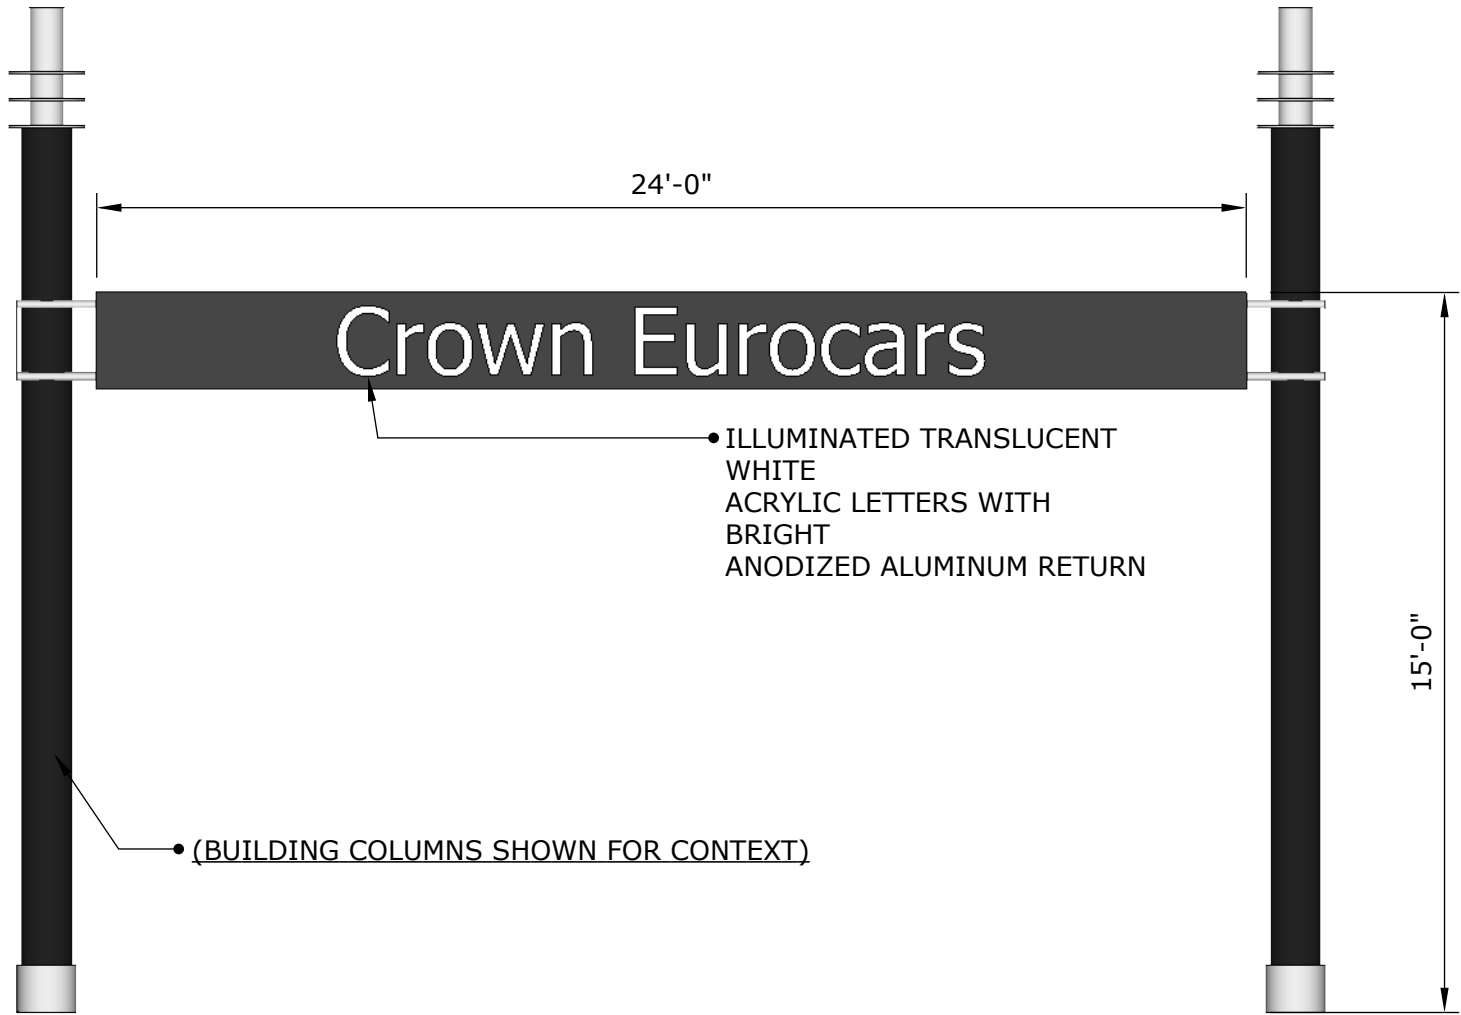 24'-0"
Crown Eurocars
ILLUMINATED TRANSLUCENT
WHITE
ACRYLIC LETTERS WITH
BRIGHT
ANODIZED ALUMINUM RETURN
15'-0"
(BUILDING COLUMNS SHOWN FOR CONTEXT)